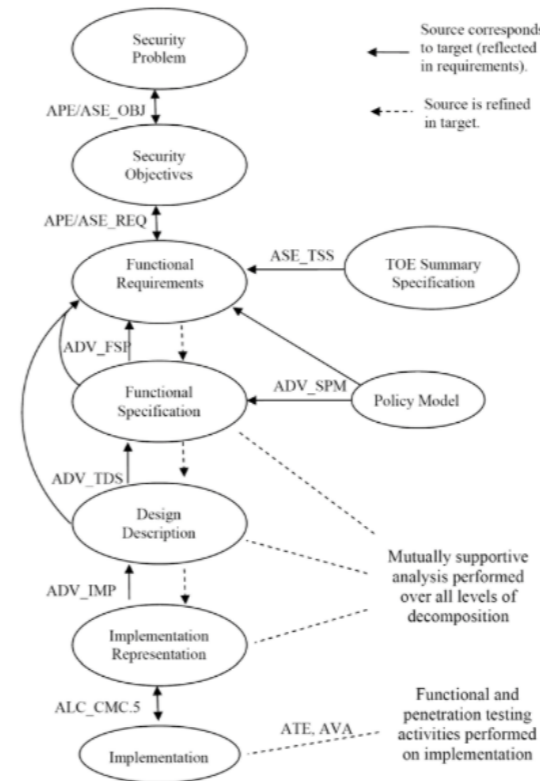 Security
Problem
Source corresponds
to target (reflected
in requirements).
Source is refined
in target.
APE/ASE_OBJ
Security
Objectives
APE/ASE_REQ
Functional
Requirements
ASE_TSS
TOE Summary
Specification
ADV_FSP
Functional
Specification
ADV_SPM
Policy Model
ADV_TDS
Design
Description
Mutually supportive
analysis performed
over all levels of
decomposition
ADV_IMP
Implementation
Representation
ALC_CMC.5
Functional and
penetration testing
activities performed
on implementation
ATE, AVA
Implementation